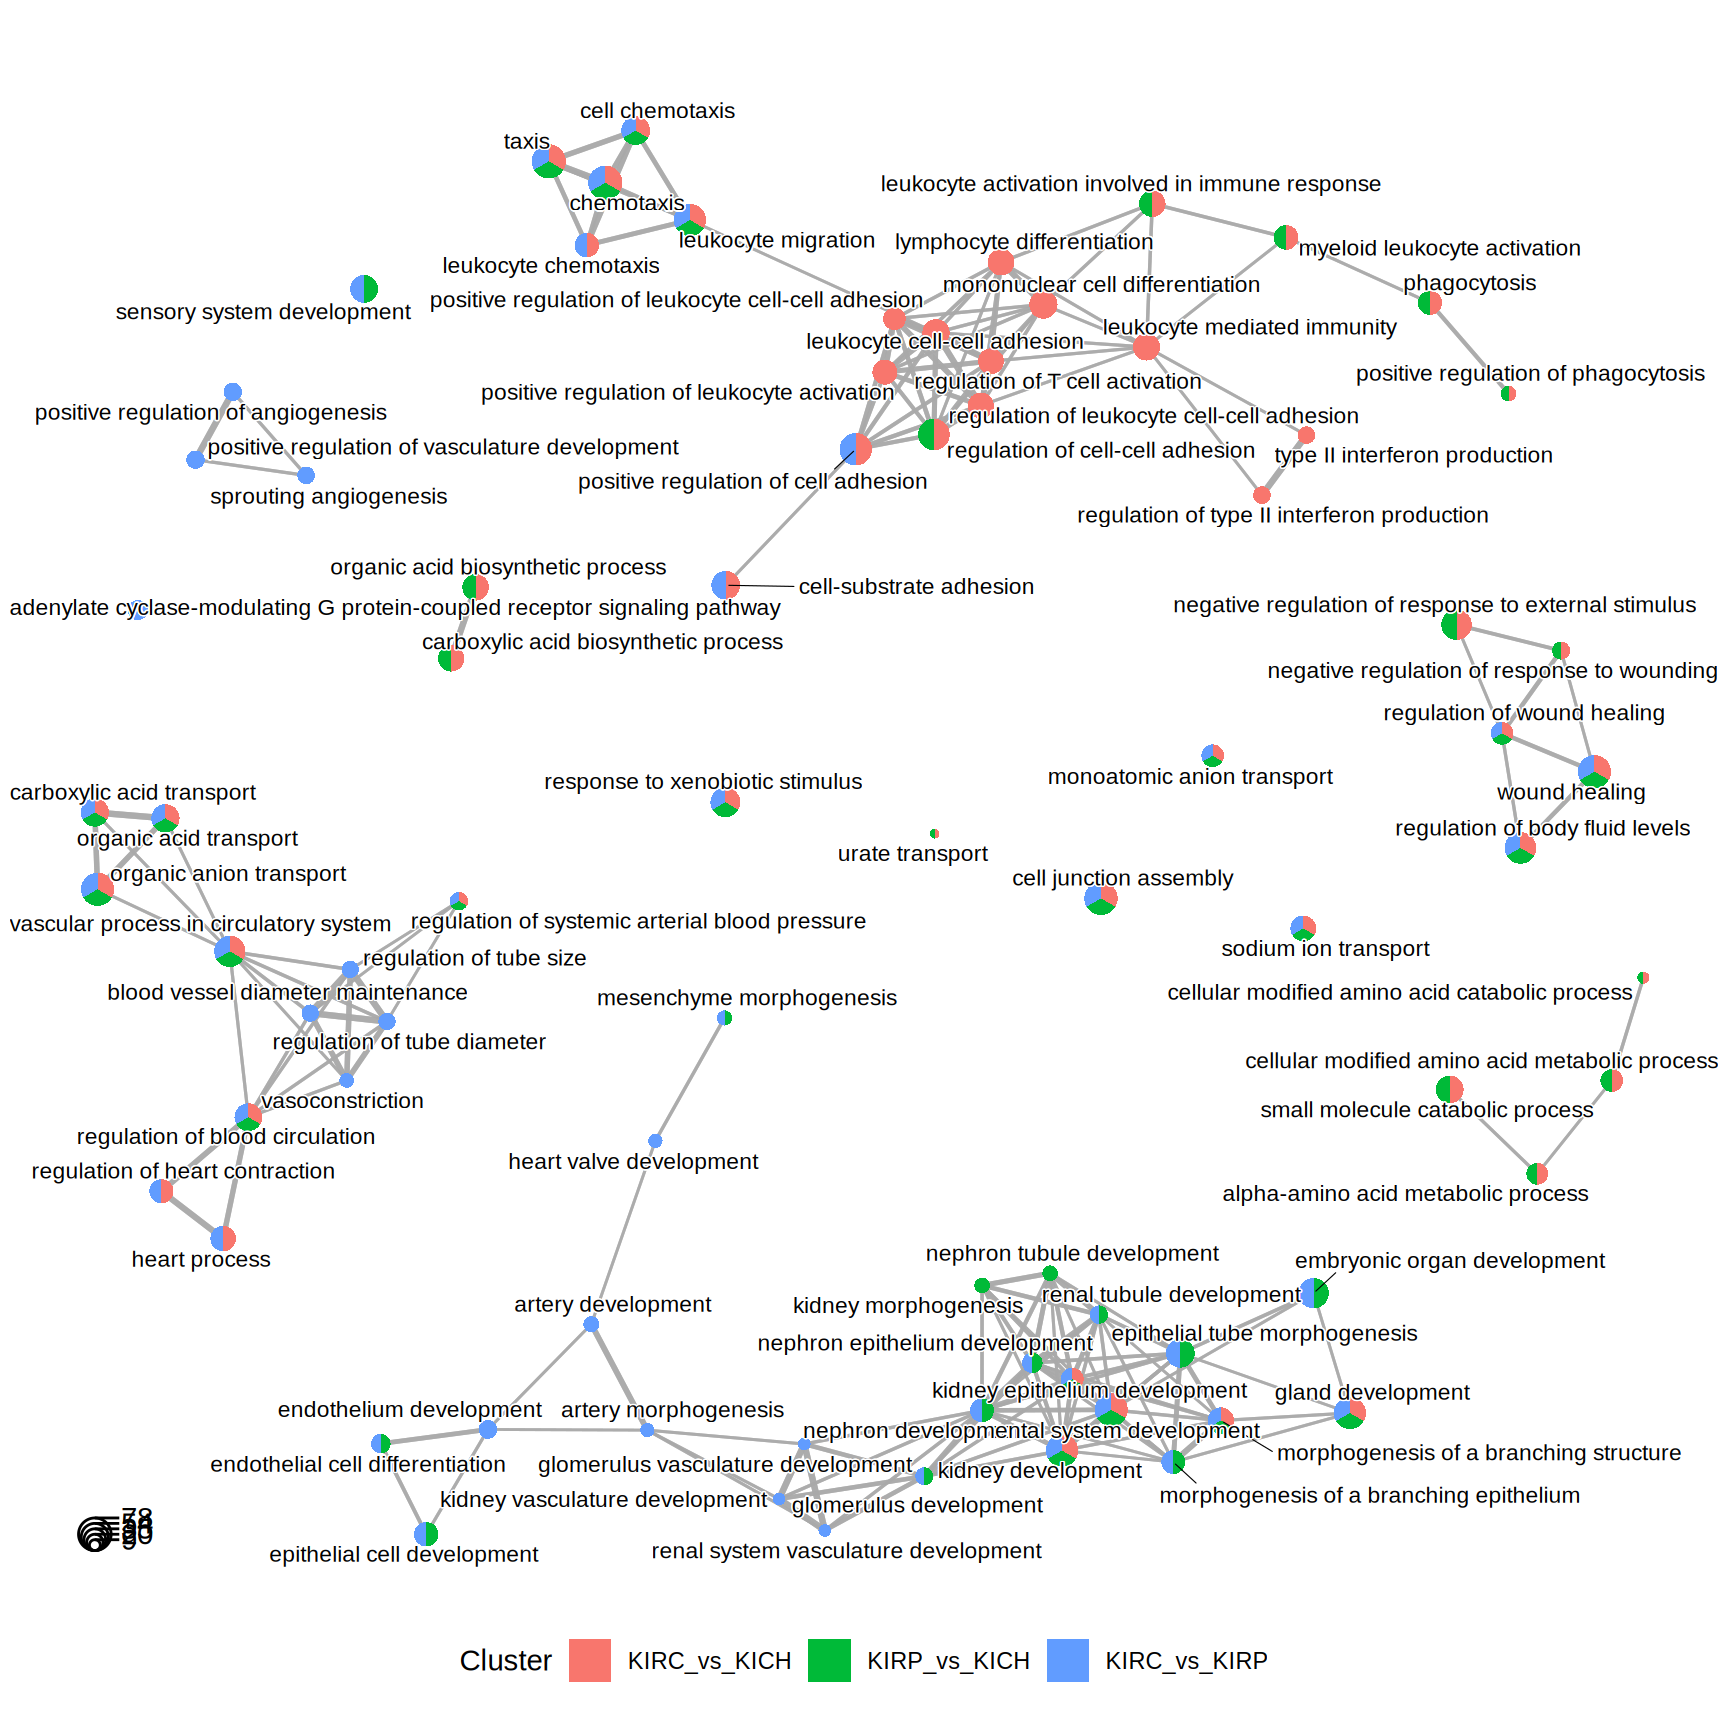 cell chemotaxis
taxis
leukocyte activation involved in immune response
chemotaxis
leukocyte migration
lymphocyte differentiation
myeloid leukocyte activation
leukocyte chemotaxis
mononuclear cell differentiation
phagocytosis
positive regulation of leukocyte cell-cell adhesion
sensory system development
leukocyte mediated immunity
leukocyte cell-cell adhesion
positive regulation of phagocytosis
regulation of T cell activation
positive regulation of leukocyte activation
positive regulation of angiogenesis
regulation of leukocyte cell-cell adhesion
positive regulation of vasculature development
regulation of cell-cell adhesion
type II interferon production
positive regulation of cell adhesion
sprouting angiogenesis
regulation of type II interferon production
organic acid biosynthetic process
cell-substrate adhesion
adenylate cyclase-modulating G protein-coupled receptor signaling pathway
negative regulation of response to external stimulus
carboxylic acid biosynthetic process
negative regulation of response to wounding
regulation of wound healing
monoatomic anion transport
response to xenobiotic stimulus
carboxylic acid transport
wound healing
regulation of body fluid levels
organic acid transport
urate transport
organic anion transport
cell junction assembly
vascular process in circulatory system
regulation of systemic arterial blood pressure
sodium ion transport
regulation of tube size
blood vessel diameter maintenance
mesenchyme morphogenesis
cellular modified amino acid catabolic process
regulation of tube diameter
cellular modified amino acid metabolic process
vasoconstriction
small molecule catabolic process
regulation of blood circulation
heart valve development
regulation of heart contraction
alpha-amino acid metabolic process
heart process
nephron tubule development
embryonic organ development
renal tubule development
artery development
kidney morphogenesis
epithelial tube morphogenesis
nephron epithelium development
kidney epithelium development
gland development
endothelium development
artery morphogenesis
nephron development
renal system development
morphogenesis of a branching structure
endothelial cell differentiation
glomerulus vasculature development
kidney development
kidney vasculature development
glomerulus development
morphogenesis of a branching epithelium
epithelial cell development
renal system vasculature development
78
9
Cluster
KIRC_vs_KICH
KIRP_vs_KICH
KIRC_vs_KIRP